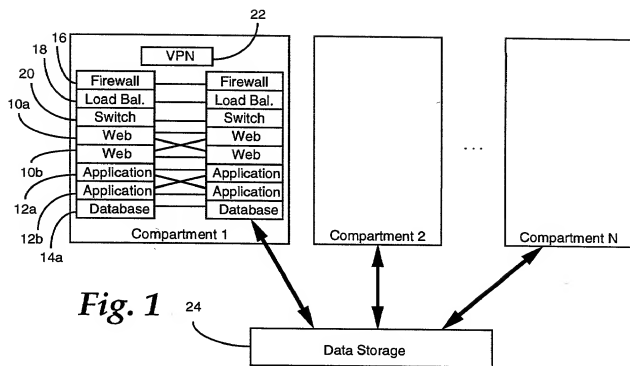 22
VPN
16
18
20
10a
10b
12a
12b
14a
Firewall
Load Bal.
Switch
Web
Web
Application
Application
Database
Firewall
Load Bal.
Switch
Web
Web
Application
Application
Database
Compartment 1
Compartment 2
...
Compartment N
Fig. 1
24
Data Storage